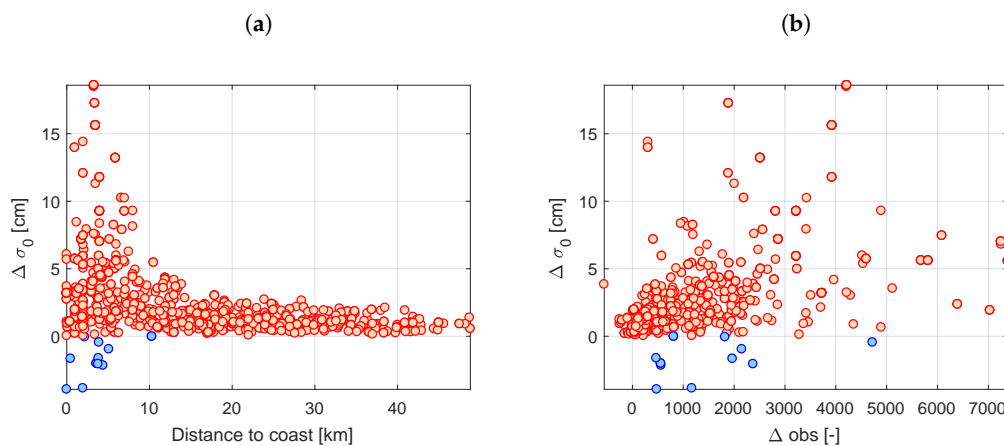 (a)
(b)
Δ σ0 [cm]
15
10
5
0
0 10 20 30 40
Distance to coast [km]
Δ σ0 [cm]
15
10
5
0
0 1000 2000 3000 4000 5000 6000 7000
Δ obs [-]